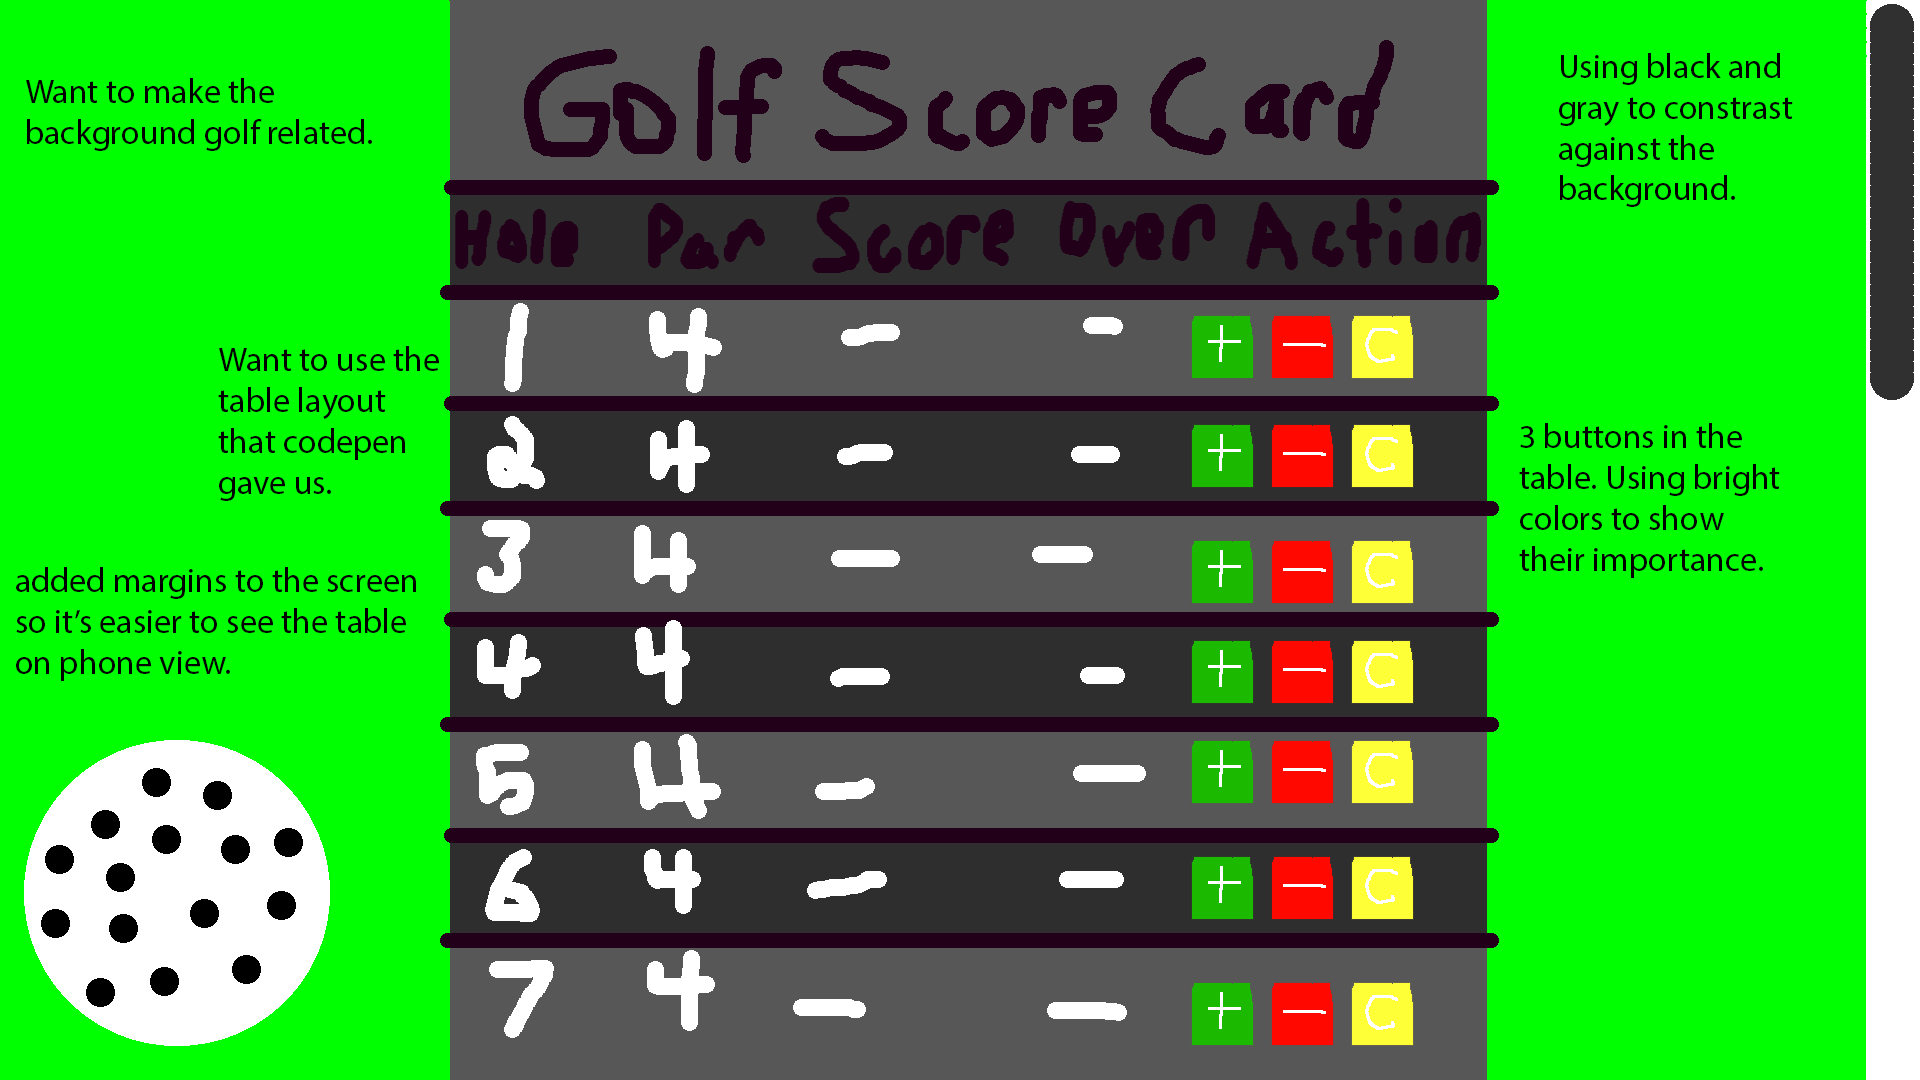 Golf Score Card
Want to make the
background golf related.
Using black and
gray to constrast
against the
background.
Hole Par Score Over Action
1 4 - - + - C
Want to use the
table layout
that codepen
gave us.
2 4 - - + - C
3 buttons in the
table. Using bright
colors to show
their importance.
3 4 - - + - C
added margins to the screen
so it’s easier to see the table
on phone view.
4 4 - - + - C
5 4 - - + - C
6 4 - - + - C
7 4 - - + - C